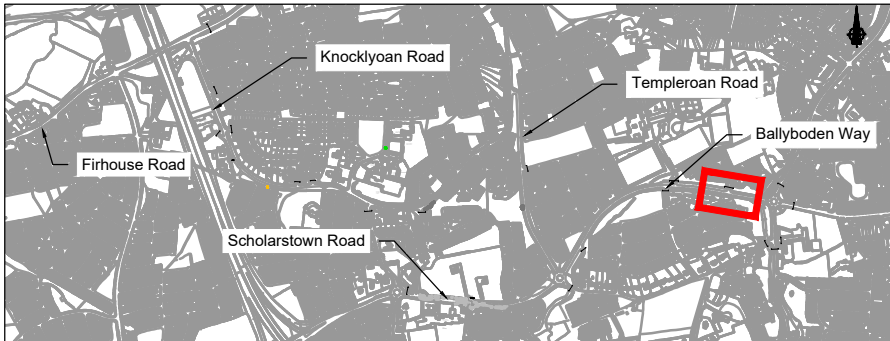 Knocklyoan Road
Templeroan Road
Ballyboden Way
Firhouse Road
Scholarstown Road